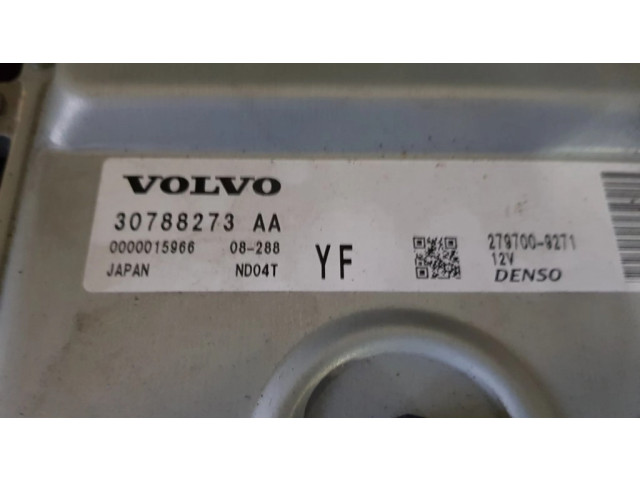 VOLVO
30788273 AA
0000015966 08-288
JAPAN ND04T
YF
279700-9271
12V
DENSO